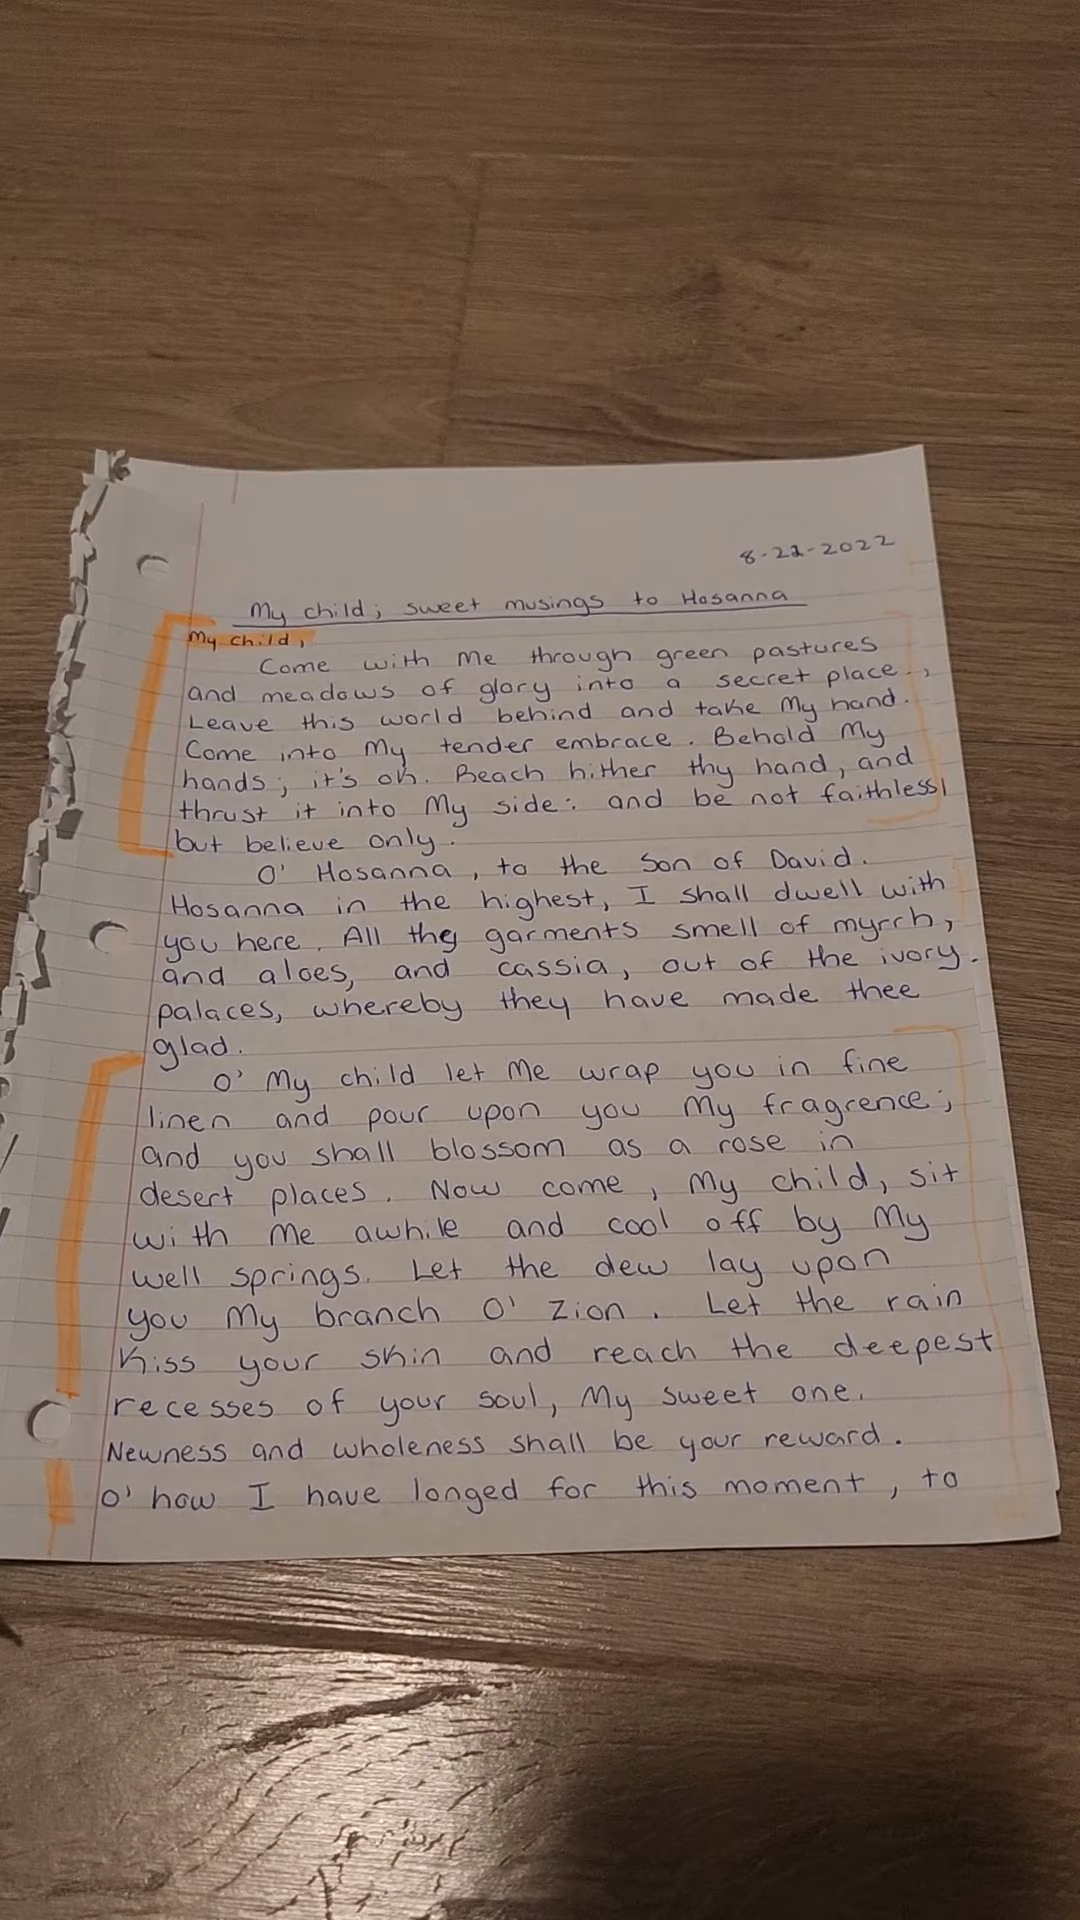 8-22-2022
My child; sweet musings to Hosanna
My child,
Come with Me through green pastures
and meadows of glory into a secret place.,
Leave this world behind and take My hand.
Come into My tender embrace. Behold My
hands; it's oh. Reach hither thy hand, and
thrust it into My side: and be not faithless,
but believe only.
O' Hosanna, to the Son of David.
Hosanna in the highest, I shall dwell with
you here. All thy garments smell of myrrh,
and aloes, and cassia, out of the ivory.
palaces, whereby they have made thee
glad.
O' My child let Me wrap you in fine
linen and pour upon you My fragrence;
and you shall blossom as a rose in
desert places. Now come, My child, sit
with Me awhile and cool off by My
well springs. Let the dew lay upon
you My branch O' Zion. Let the rain
kiss your skin and reach the deepest
recesses of your soul, My sweet one.
Newness and wholeness shall be your reward.
O' how I have longed for this moment, to